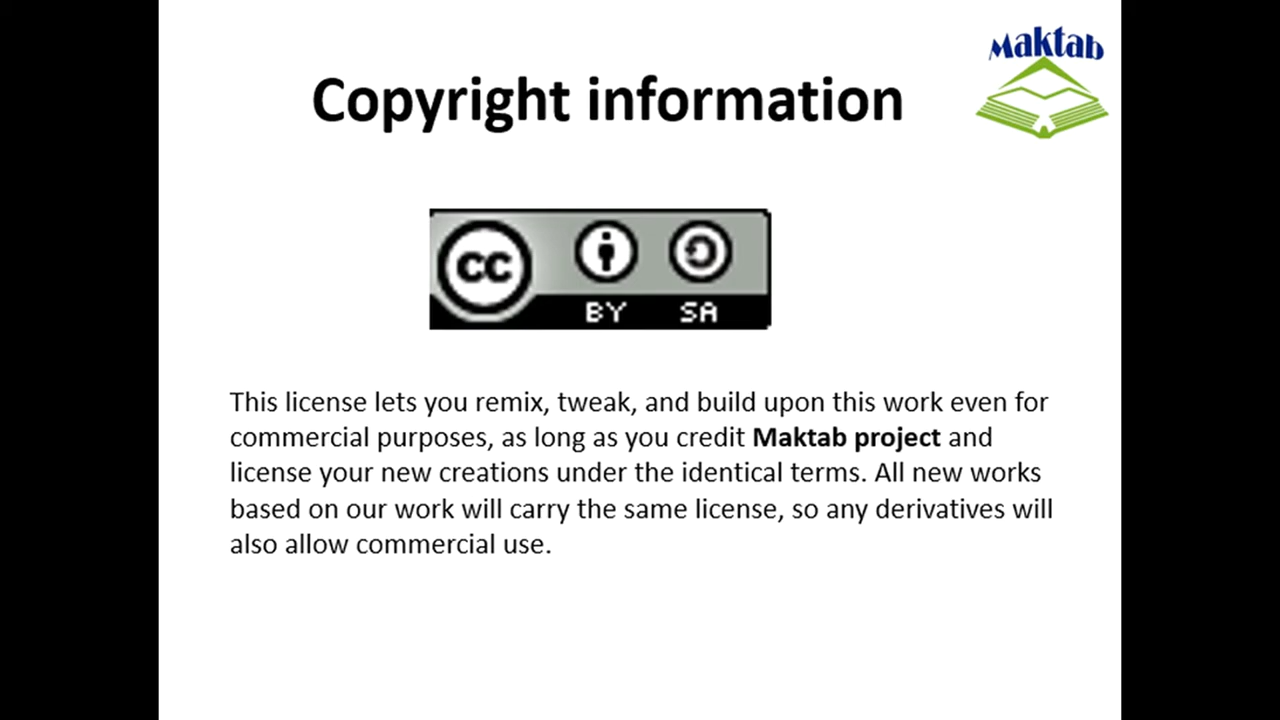 Maktab
Copyright information
CC
BY SA
This license lets you remix, tweak, and build upon this work even for
commercial purposes, as long as you credit Maktab project and
license your new creations under the identical terms. All new works
based on our work will carry the same license, so any derivatives will
also allow commercial use.